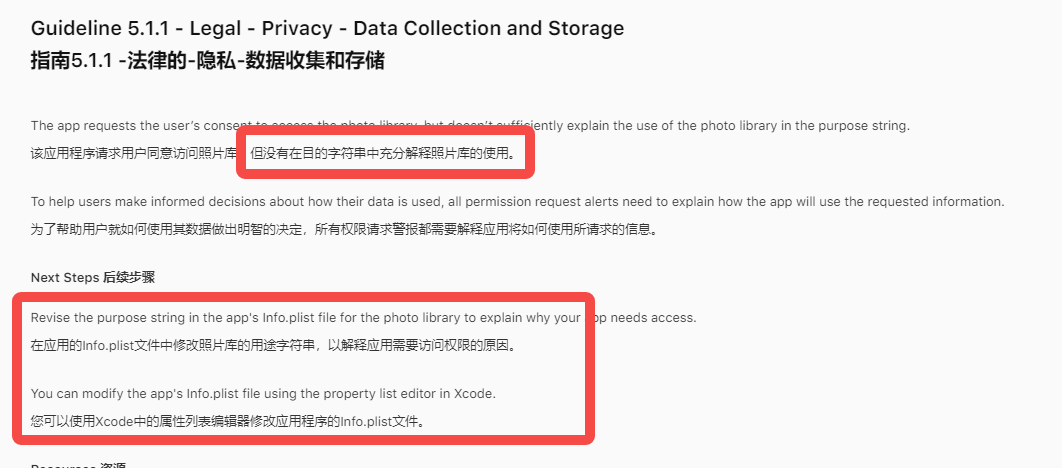 Guideline 5.1.1 - Legal - Privacy - Data Collection and Storage
指南5.1.1 -法律的-隐私-数据收集和存储
The app requests the user's consent to access the photo library, but doesn't sufficiently explain the use of the photo library in the purpose string.
该应用程序请求用户同意访问照片库 但没有在目的字符串中充分解释照片库的使用。
To help users make informed decisions about how their data is used, all permission request alerts need to explain how the app will use the requested information.
为了帮助用户就如何使用其数据做出明智的决定，所有权限请求警报都需要解释应用将如何使用所请求的信息。
Next Steps 后续步骤
Revise the purpose string in the app's Info.plist file for the photo library to explain why your app needs access.
在应用的Info.plist文件中修改照片库的用途字符串，以解释应用需要访问权限的原因。
You can modify the app's Info.plist file using the property list editor in Xcode.
您可以使用Xcode中的属性列表编辑器修改应用程序的Info.plist文件。
Resources 资源